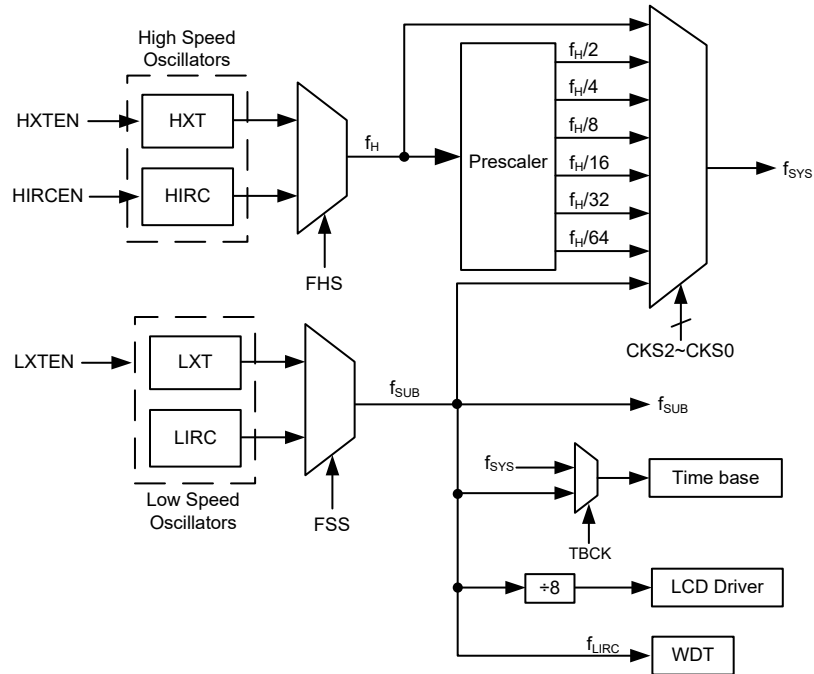 High Speed
Oscillators
HXTEN
HXT
HIRCEN
HIRC
FHS
f_H
Prescaler
f_H/2
f_H/4
f_H/8
f_H/16
f_H/32
f_H/64
f_SYS
CKS2~CKS0
LXTEN
LXT
LIRC
Low Speed
Oscillators
FSS
f_SUB
f_SUB
f_SYS
TBCK
Time base
÷8
LCD Driver
f_LIRC
WDT